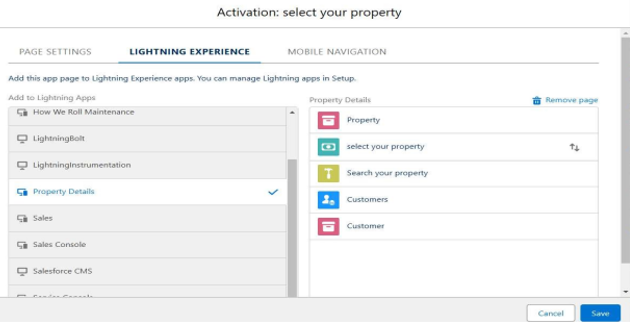 Activation: select your property
PAGE SETTINGS LIGHTNING EXPERIENCE MOBILE NAVIGATION
Add this app page to Lightning Experience apps. You can manage Lightning apps in Setup.
Add to Lightning Apps
How We Roll Maintenance
LightningBolt
LightningInstrumentation
Property Details
Sales
Sales Console
Salesforce CMS
Service Console
Property Details
Remove page
Property
select your property
Search your property
Customers
Customer
Cancel Save